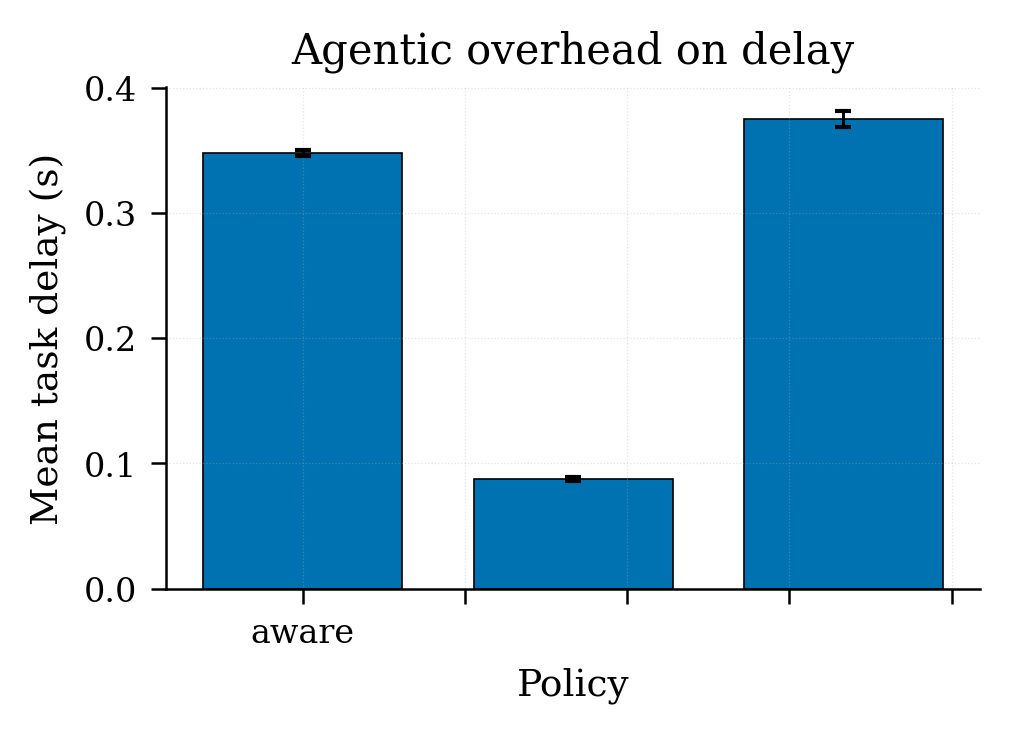 Agentic overhead on delay
0.4
0.3
0.2
0.1
0.0
Mean task delay (s)
aware
Policy